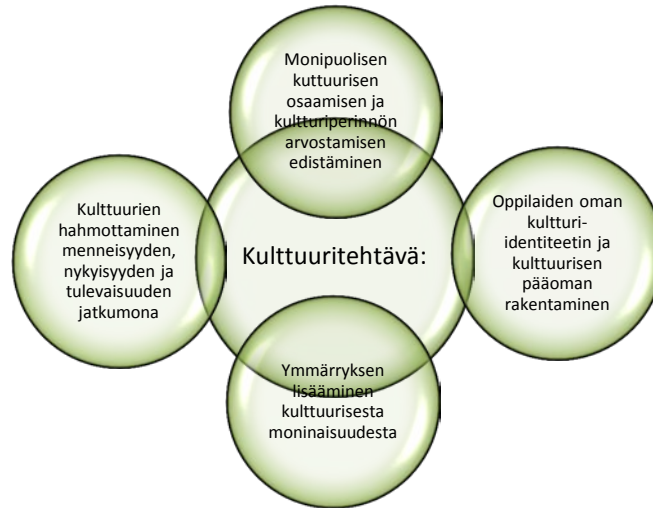 Monipuolisen
kuttuurisen
osaamisen ja
kultturiperinnön
arvostamisen
edistäminen
Kulttuurien
hahmottaminen
menneisyyden,
nykyisyyden ja
tulevaisuuden
jatkumona
Kulttuuritehtävä:
Oppilaiden oman
kultturi-
identiteetin ja
kulttuurisen
pääoman
rakentaminen
Ymmärryksen
lisääminen
kulttuurisesta
moninaisuudesta